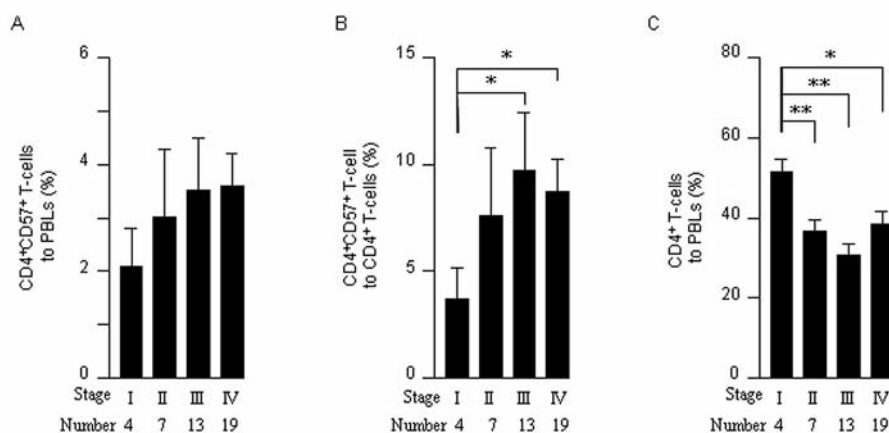 A
CD4+CD57+ T-cells
to PBLs (%)
6
4
2
0
Stage I II III IV
Number 4 7 13 19
B
CD4+CD57+ T-cell
to CD4+ T-cells (%)
15
10
5
0
*
*
I II III IV
4 7 13 19
C
CD4+ T-cells
to PBLs (%)
80
60
40
20
0
*
**
**
Stage I II III IV
Number 4 7 13 19